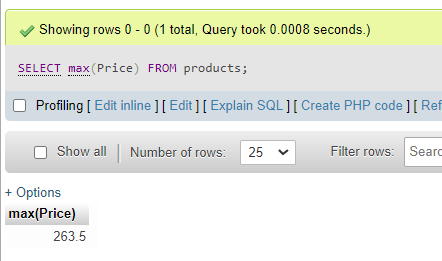 Showing rows 0 - 0 (1 total, Query took 0.0008 seconds.)
SELECT max(Price) FROM products;
Profiling [ Edit inline ] [ Edit ] [ Explain SQL ] [ Create PHP code ] [ Ref
Show all Number of rows: 25 Filter rows: Searc
+ Options
max(Price)
263.5